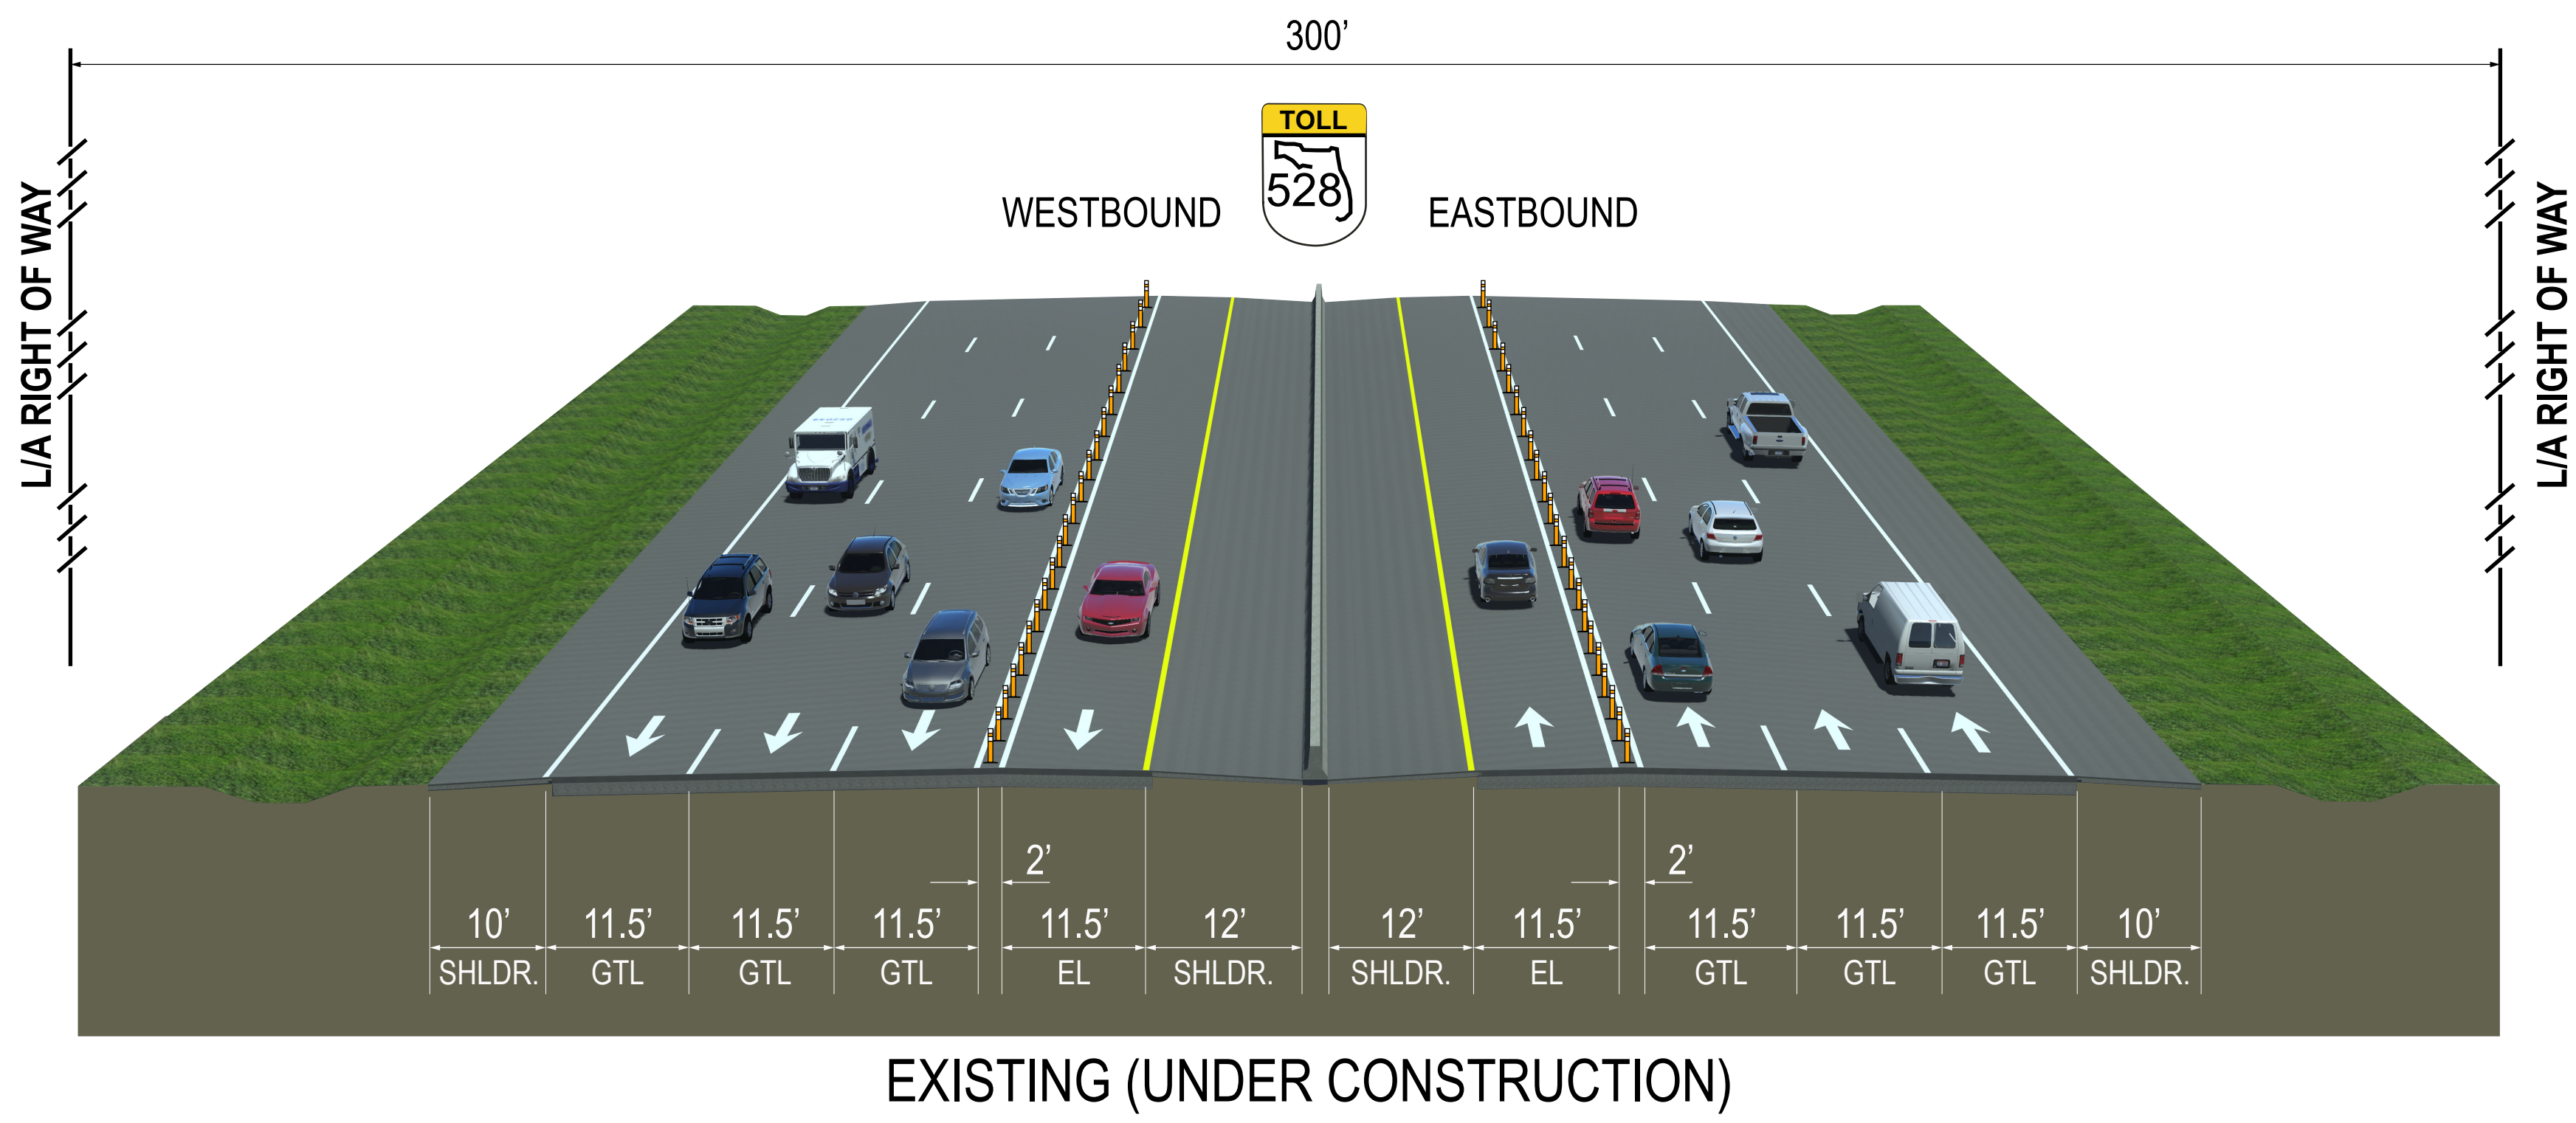 300’
TOLL
528
WESTBOUND
EASTBOUND
L/A RIGHT OF WAY
L/A RIGHT OF WAY
2’
2’
10’ 11.5’ 11.5’ 11.5’ 11.5’ 12’ 12’ 11.5’ 11.5’ 11.5’ 11.5’ 10’
SHLDR. GTL GTL GTL EL SHLDR. SHLDR. EL GTL GTL GTL SHLDR.
EXISTING (UNDER CONSTRUCTION)